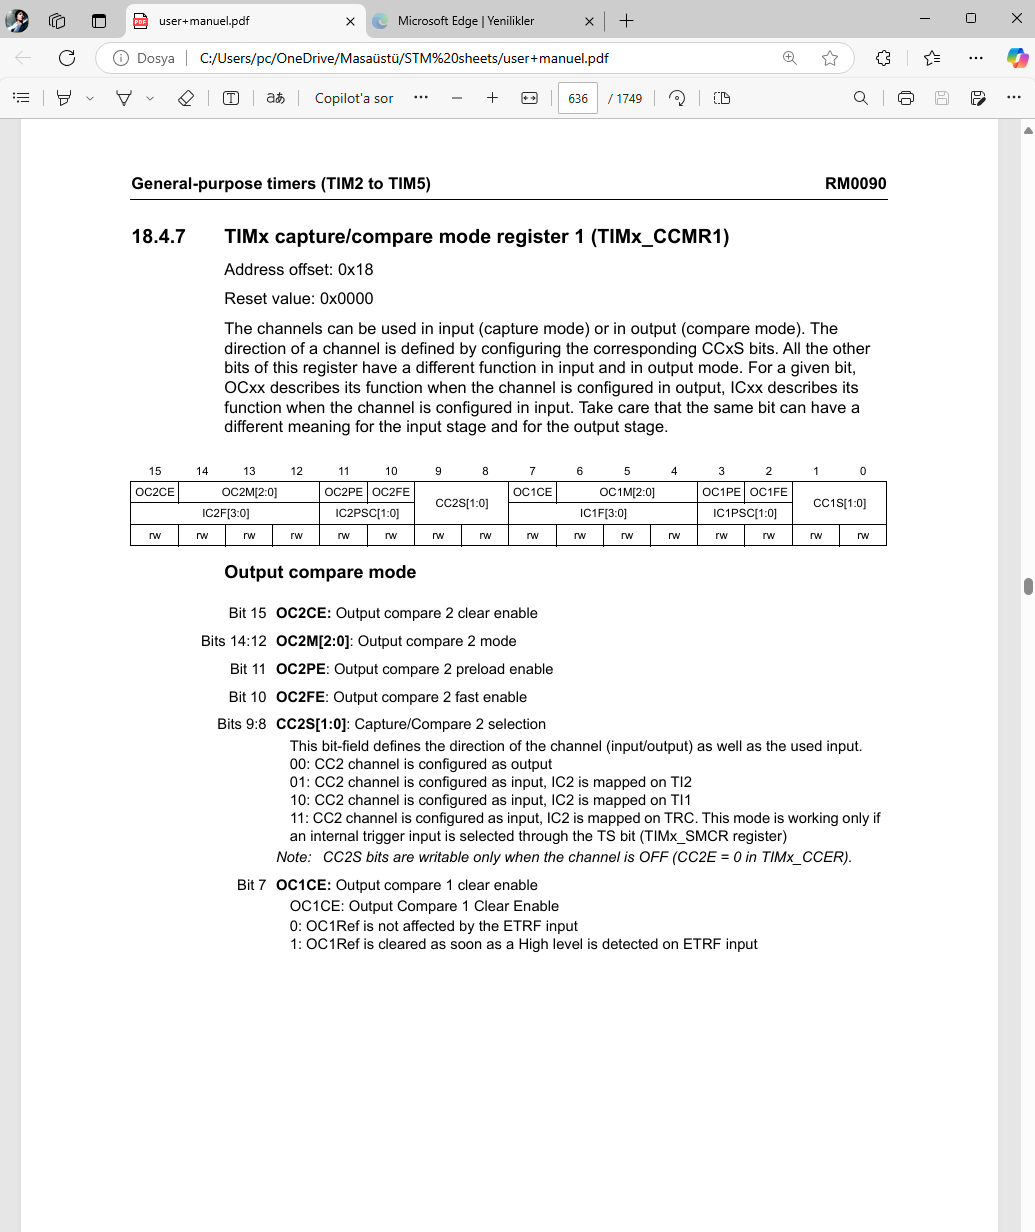 user+manuel.pdf
Microsoft Edge | Yenilikler
Dosya
C:/Users/pc/OneDrive/Masaüstü/STM%20sheets/user+manuel.pdf
Copilot'a sor
636
/ 1749
General-purpose timers (TIM2 to TIM5) RM0090
18.4.7 TIMx capture/compare mode register 1 (TIMx_CCMR1)
Address offset: 0x18
Reset value: 0x0000
The channels can be used in input (capture mode) or in output (compare mode). The
direction of a channel is defined by configuring the corresponding CCxS bits. All the other
bits of this register have a different function in input and in output mode. For a given bit,
OCxx describes its function when the channel is configured in output, ICxx describes its
function when the channel is configured in input. Take care that the same bit can have a
different meaning for the input stage and for the output stage.
15 14 13 12 11 10 9 8 7 6 5 4 3 2 1 0
OC2CE OC2M[2:0] OC2PE OC2FE CC2S[1:0] OC1CE OC1M[2:0] OC1PE OC1FE CC1S[1:0]
IC2F[3:0] IC2PSC[1:0] IC1F[3:0] IC1PSC[1:0]
rw rw rw rw rw rw rw rw rw rw rw rw rw rw rw rw
Output compare mode
Bit 15 OC2CE: Output compare 2 clear enable
Bits 14:12 OC2M[2:0]: Output compare 2 mode
Bit 11 OC2PE: Output compare 2 preload enable
Bit 10 OC2FE: Output compare 2 fast enable
Bits 9:8 CC2S[1:0]: Capture/Compare 2 selection
This bit-field defines the direction of the channel (input/output) as well as the used input.
00: CC2 channel is configured as output
01: CC2 channel is configured as input, IC2 is mapped on TI2
10: CC2 channel is configured as input, IC2 is mapped on TI1
11: CC2 channel is configured as input, IC2 is mapped on TRC. This mode is working only if
an internal trigger input is selected through the TS bit (TIMx_SMCR register)
Note: CC2S bits are writable only when the channel is OFF (CC2E = 0 in TIMx_CCER).
Bit 7 OC1CE: Output compare 1 clear enable
OC1CE: Output Compare 1 Clear Enable
0: OC1Ref is not affected by the ETRF input
1: OC1Ref is cleared as soon as a High level is detected on ETRF input